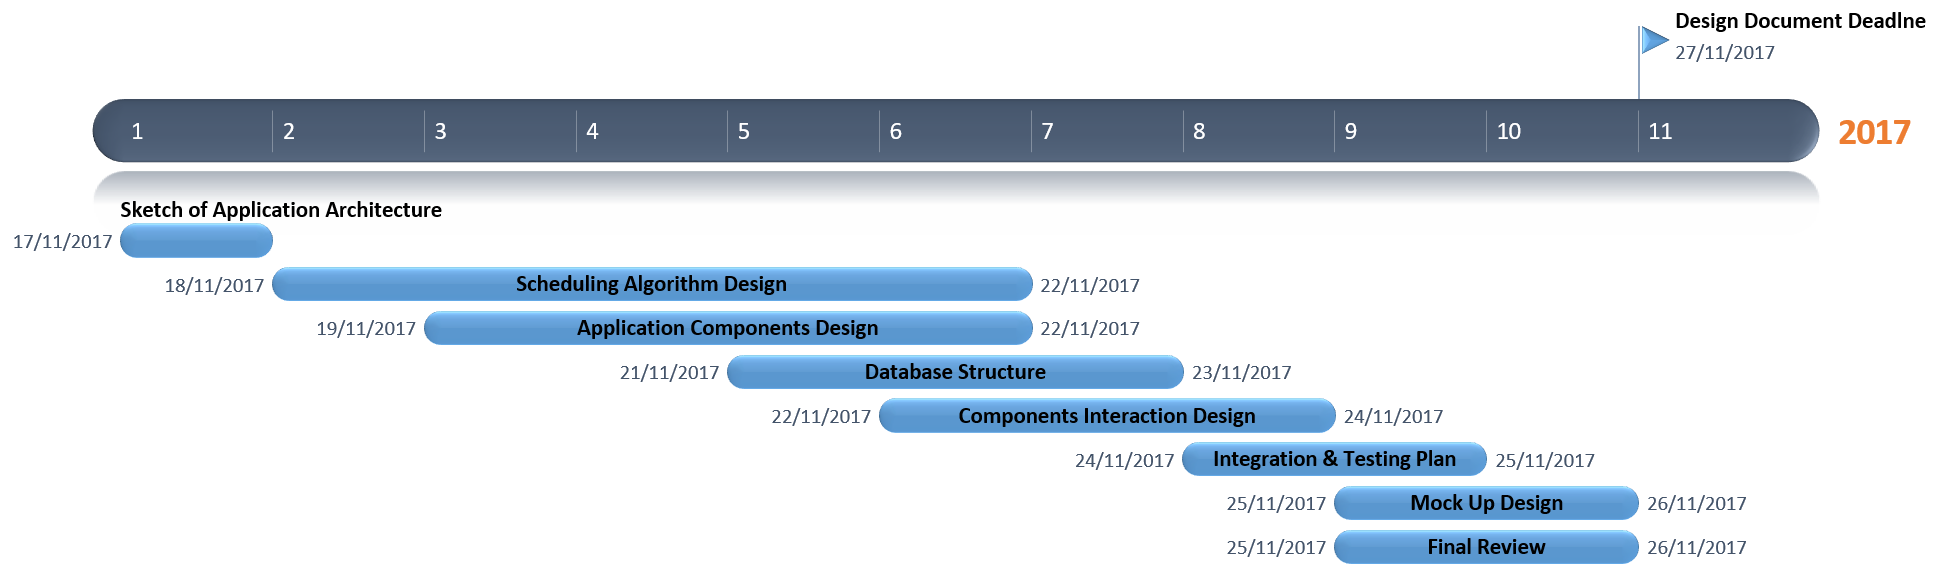 Design Document Deadlne
27/11/2017
1 2 3 4 5 6 7 8 9 10 11 2017
Sketch of Application Architecture
17/11/2017
18/11/2017 Scheduling Algorithm Design 22/11/2017
19/11/2017 Application Components Design 22/11/2017
21/11/2017 Database Structure 23/11/2017
22/11/2017 Components Interaction Design 24/11/2017
24/11/2017 Integration & Testing Plan 25/11/2017
25/11/2017 Mock Up Design 26/11/2017
25/11/2017 Final Review 26/11/2017